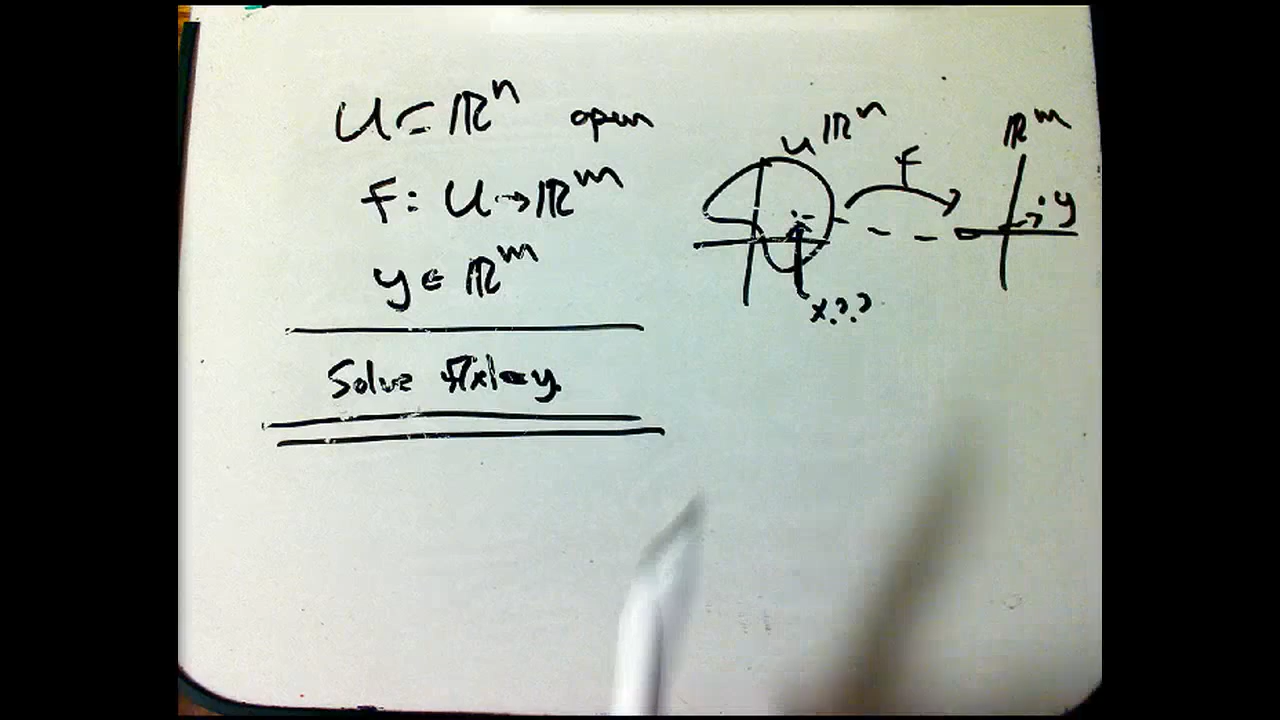 U ⊆ ℝⁿ open
F: U → ℝᵐ
y ∈ ℝᵐ
Solve F(x)=y.
U ℝⁿ
F
ℝᵐ
y
x??